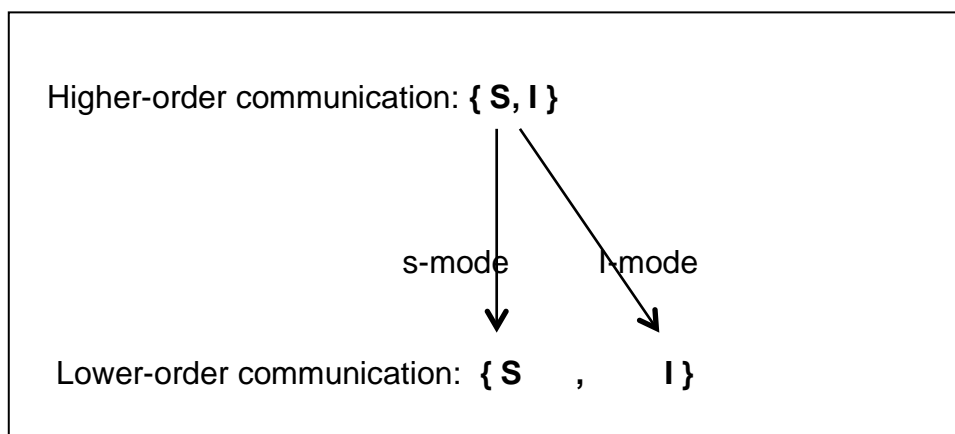 Higher-order communication: { S, I }
s-mode I-mode
Lower-order communication: { S , I }